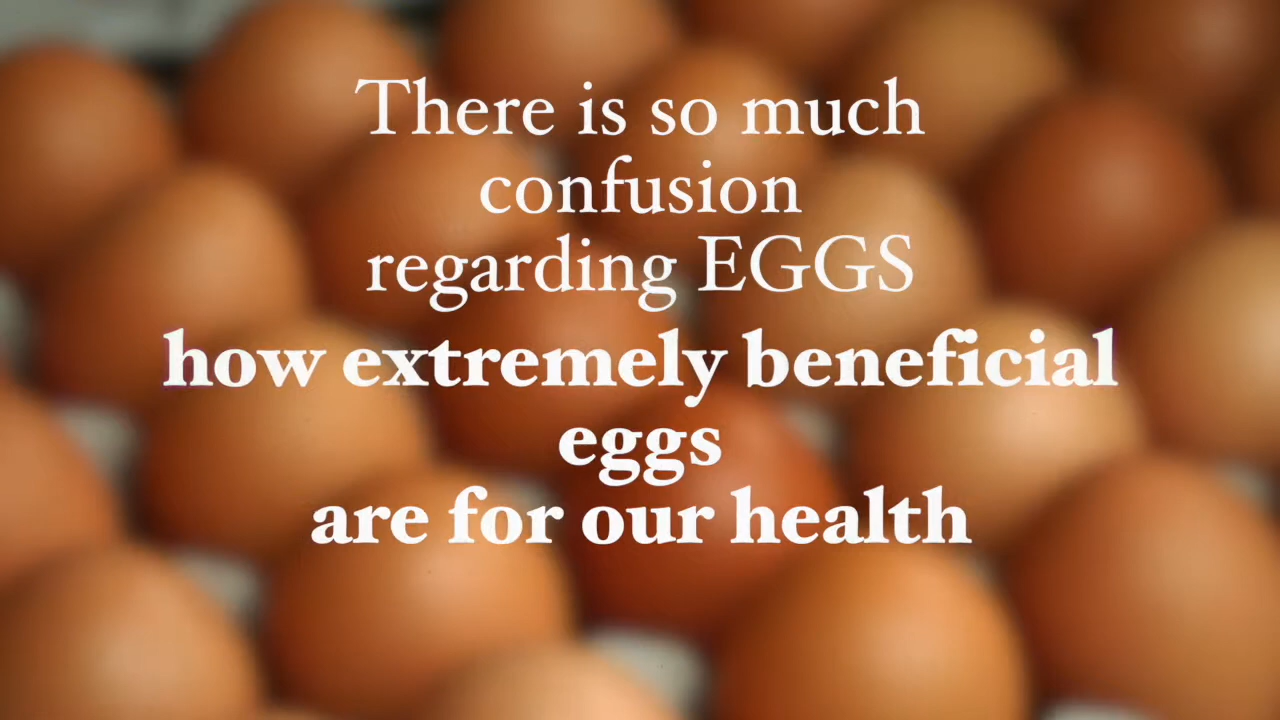 There is so much
confusion
regarding EGGS
how extremely beneficial
eggs
are for our health